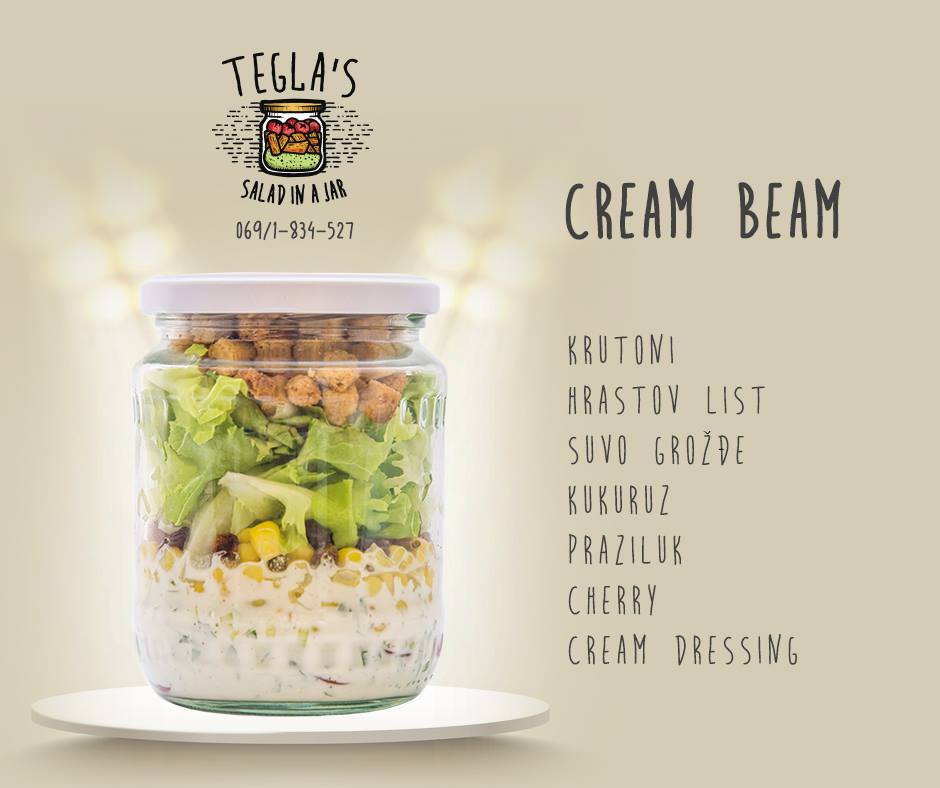 TEGLA'S
SALAD IN A JAR
069/1-834-527
CREAM BEAM
KRUTONI
HRASTOV LIST
SUVO GROŽĐE
KUKURUZ
PRAZILUK
CHERRY
CREAM DRESSING